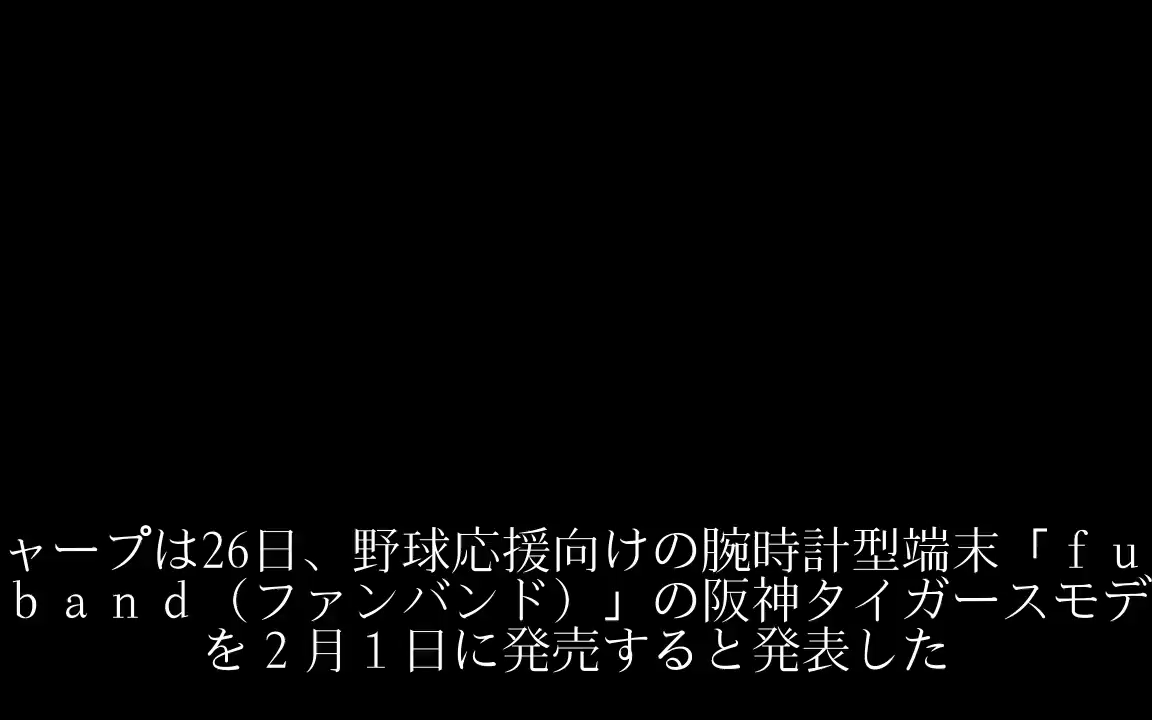 ャープは26日、野球応援向けの腕時計型端末「ｆｕ
ｂａｎｄ（ファンバンド）」の阪神タイガースモデ
を２月１日に発売すると発表した